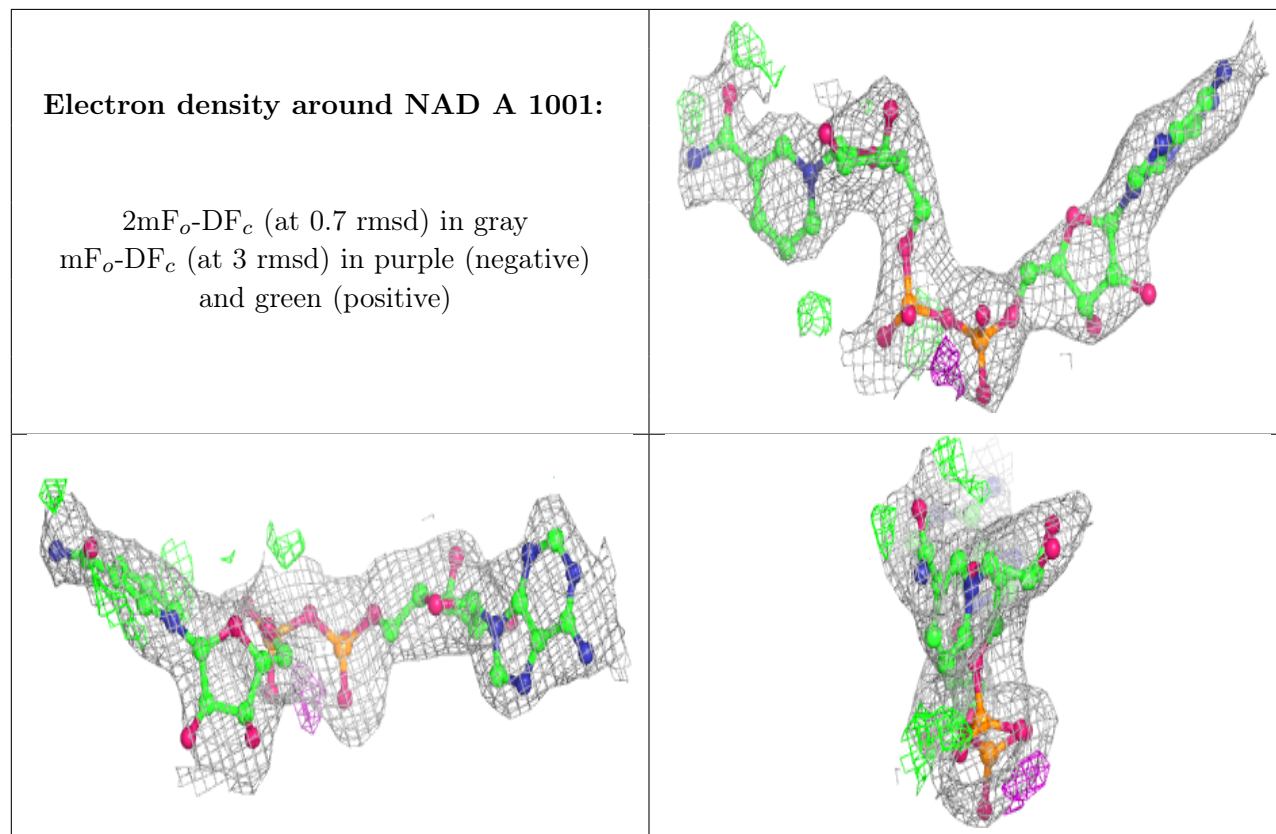 Electron density around NAD A 1001:
2mFo-DFc (at 0.7 rmsd) in gray
mFo-DFc (at 3 rmsd) in purple (negative)
and green (positive)